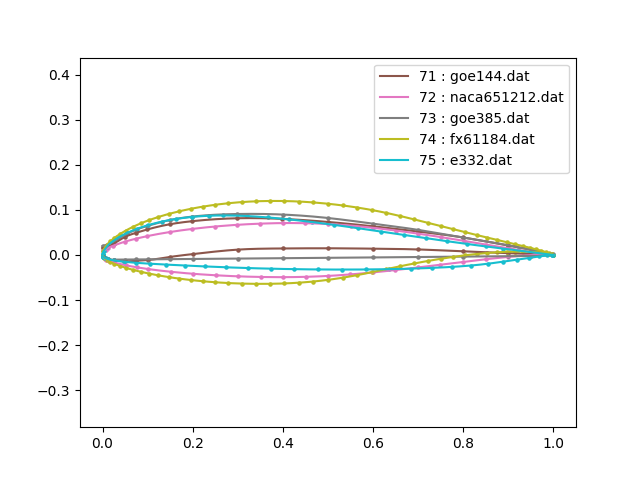 0.4
0.3
0.2
0.1
0.0
−0.1
−0.2
−0.3
0.0 0.2 0.4 0.6 0.8 1.0
71 : goe144.dat
72 : naca651212.dat
73 : goe385.dat
74 : fx61184.dat
75 : e332.dat